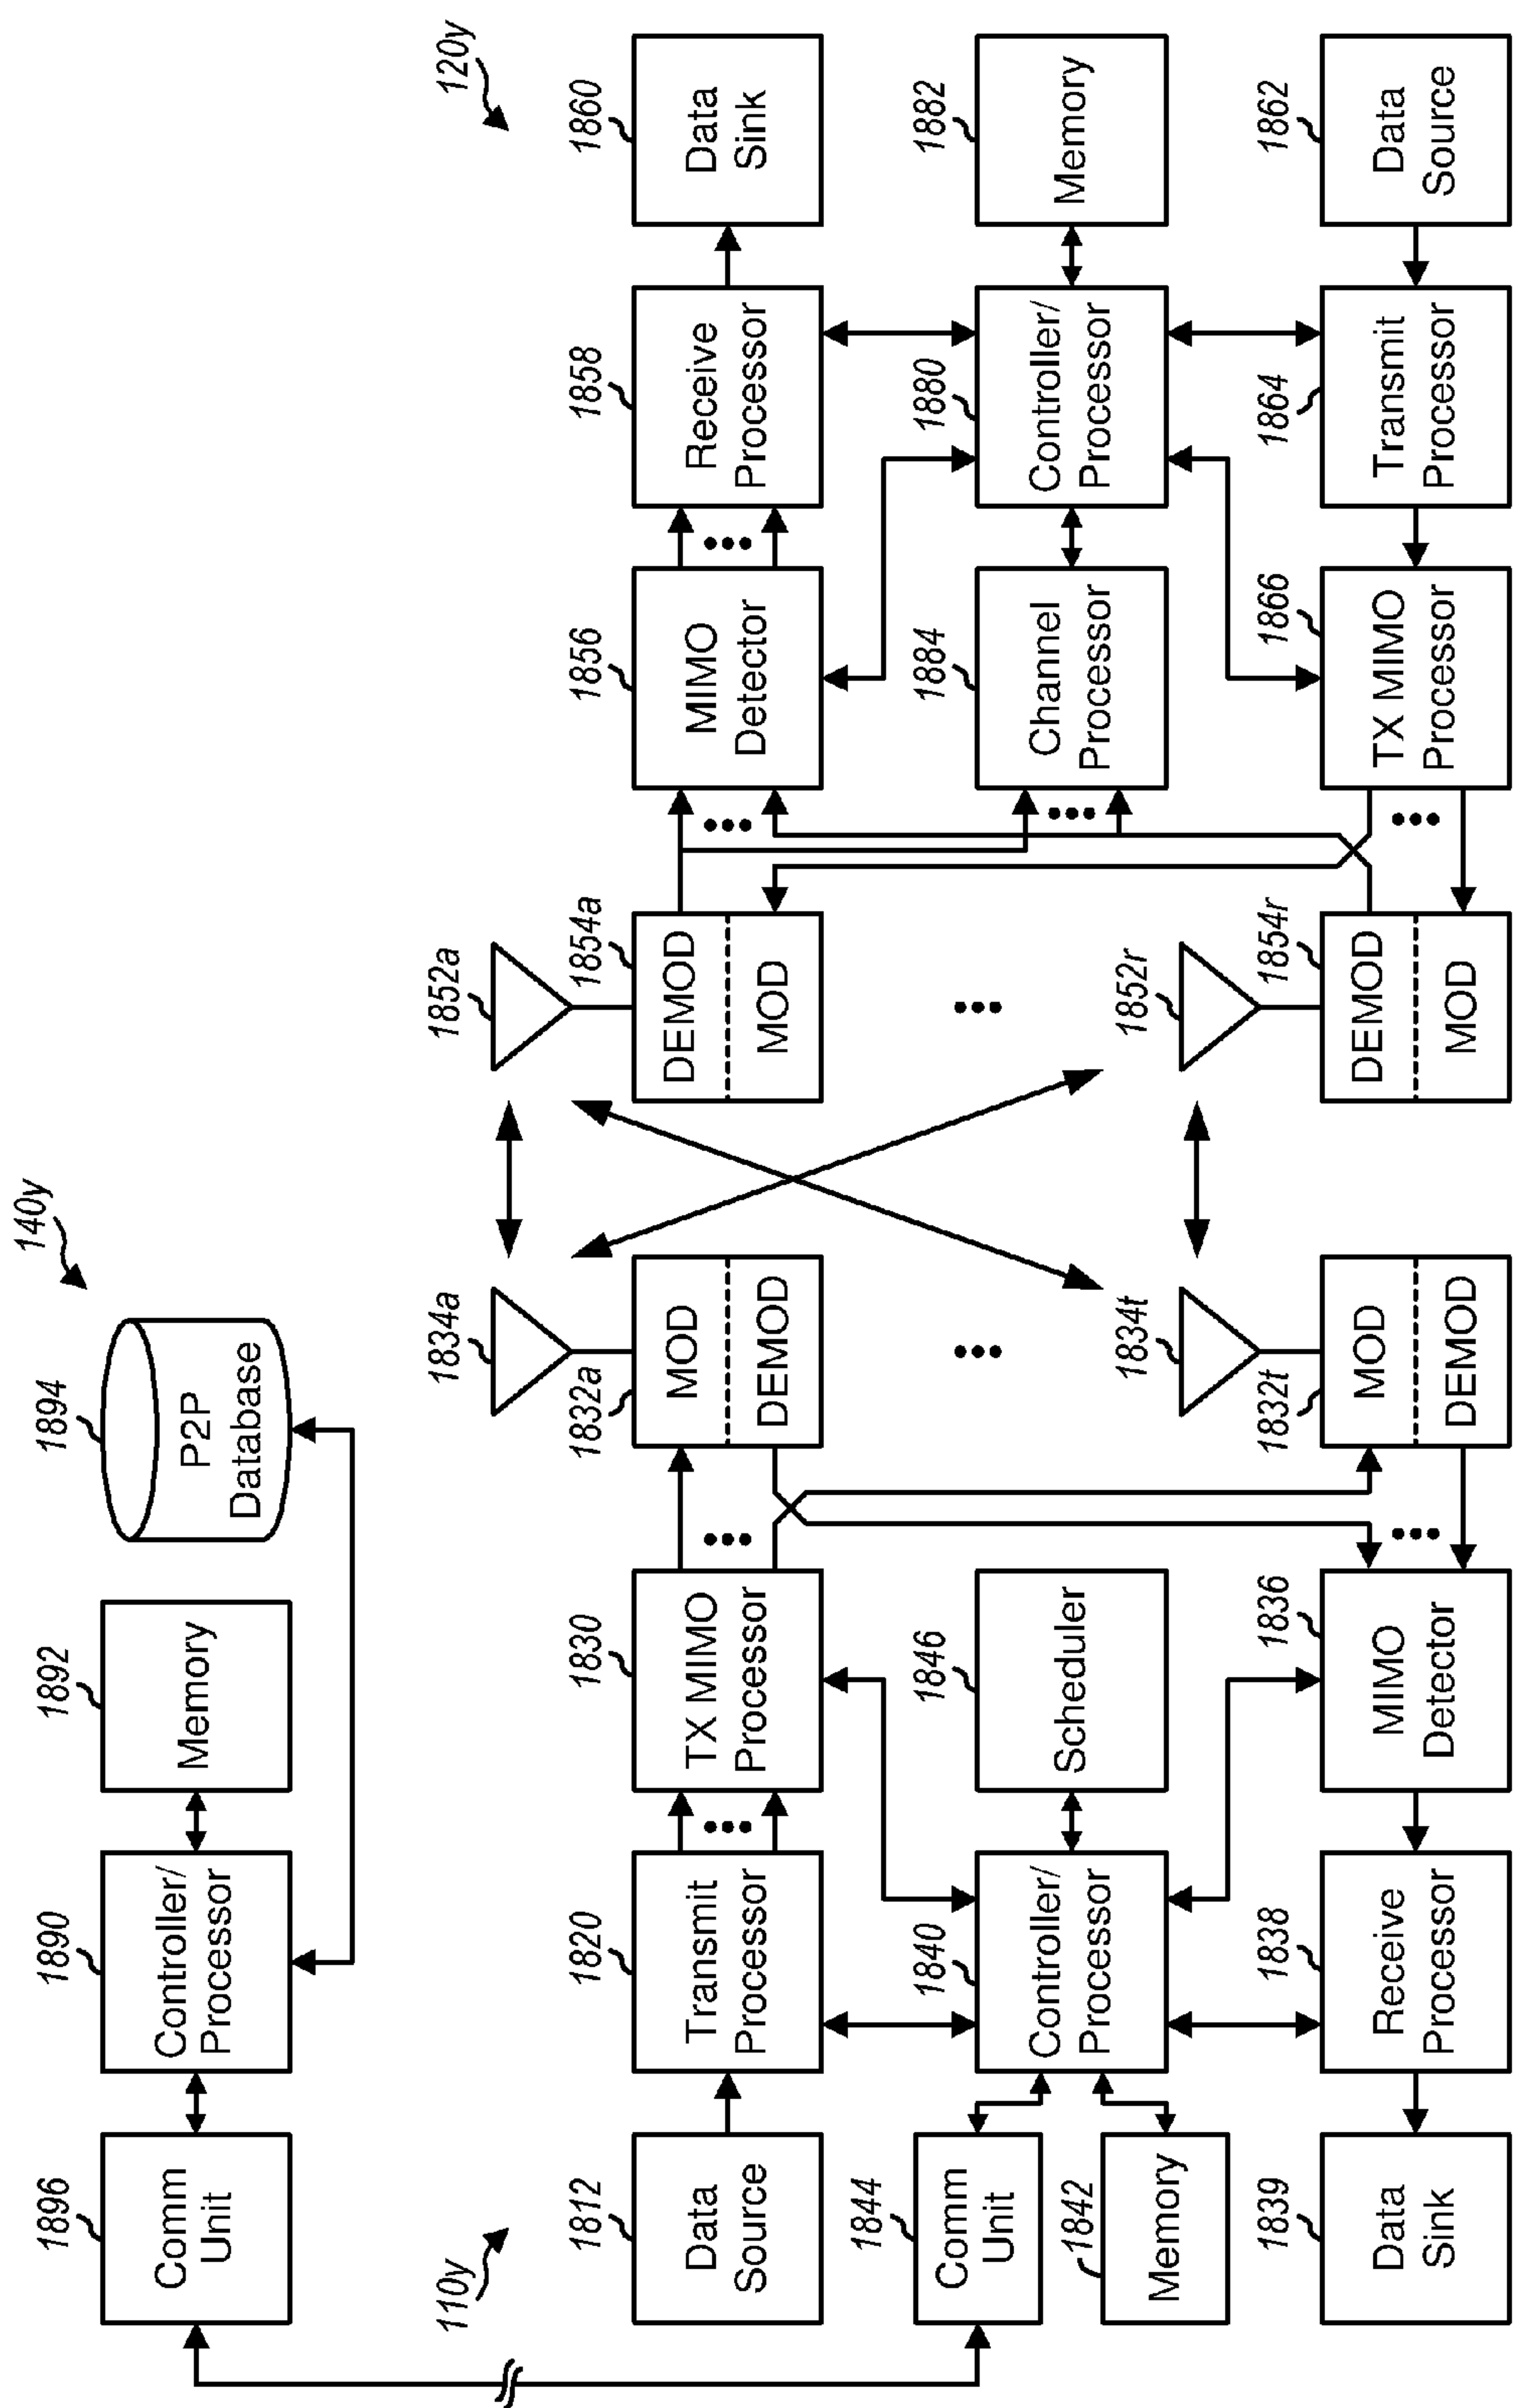 140y
1896
Comm
Unit
1890
Controller/
Processor
1892
Memory
1894
P2P
Database
110y
1812
Data
Source
1820
Transmit
Processor
1830
TX MIMO
Processor
1832a
MOD
DEMOD
1834a
1844
Comm
Unit
1842
Memory
1840
Controller/
Processor
1846
Scheduler
1839
Data
Sink
1838
Receive
Processor
1836
MIMO
Detector
1832t
MOD
DEMOD
1834t
120y
1852a
1854a
DEMOD
MOD
1856
MIMO
Detector
1858
Receive
Processor
1860
Data
Sink
1884
Channel
Processor
1880
Controller/
Processor
1882
Memory
1852r
1854r
DEMOD
MOD
1866
TX MIMO
Processor
1864
Transmit
Processor
1862
Data
Source